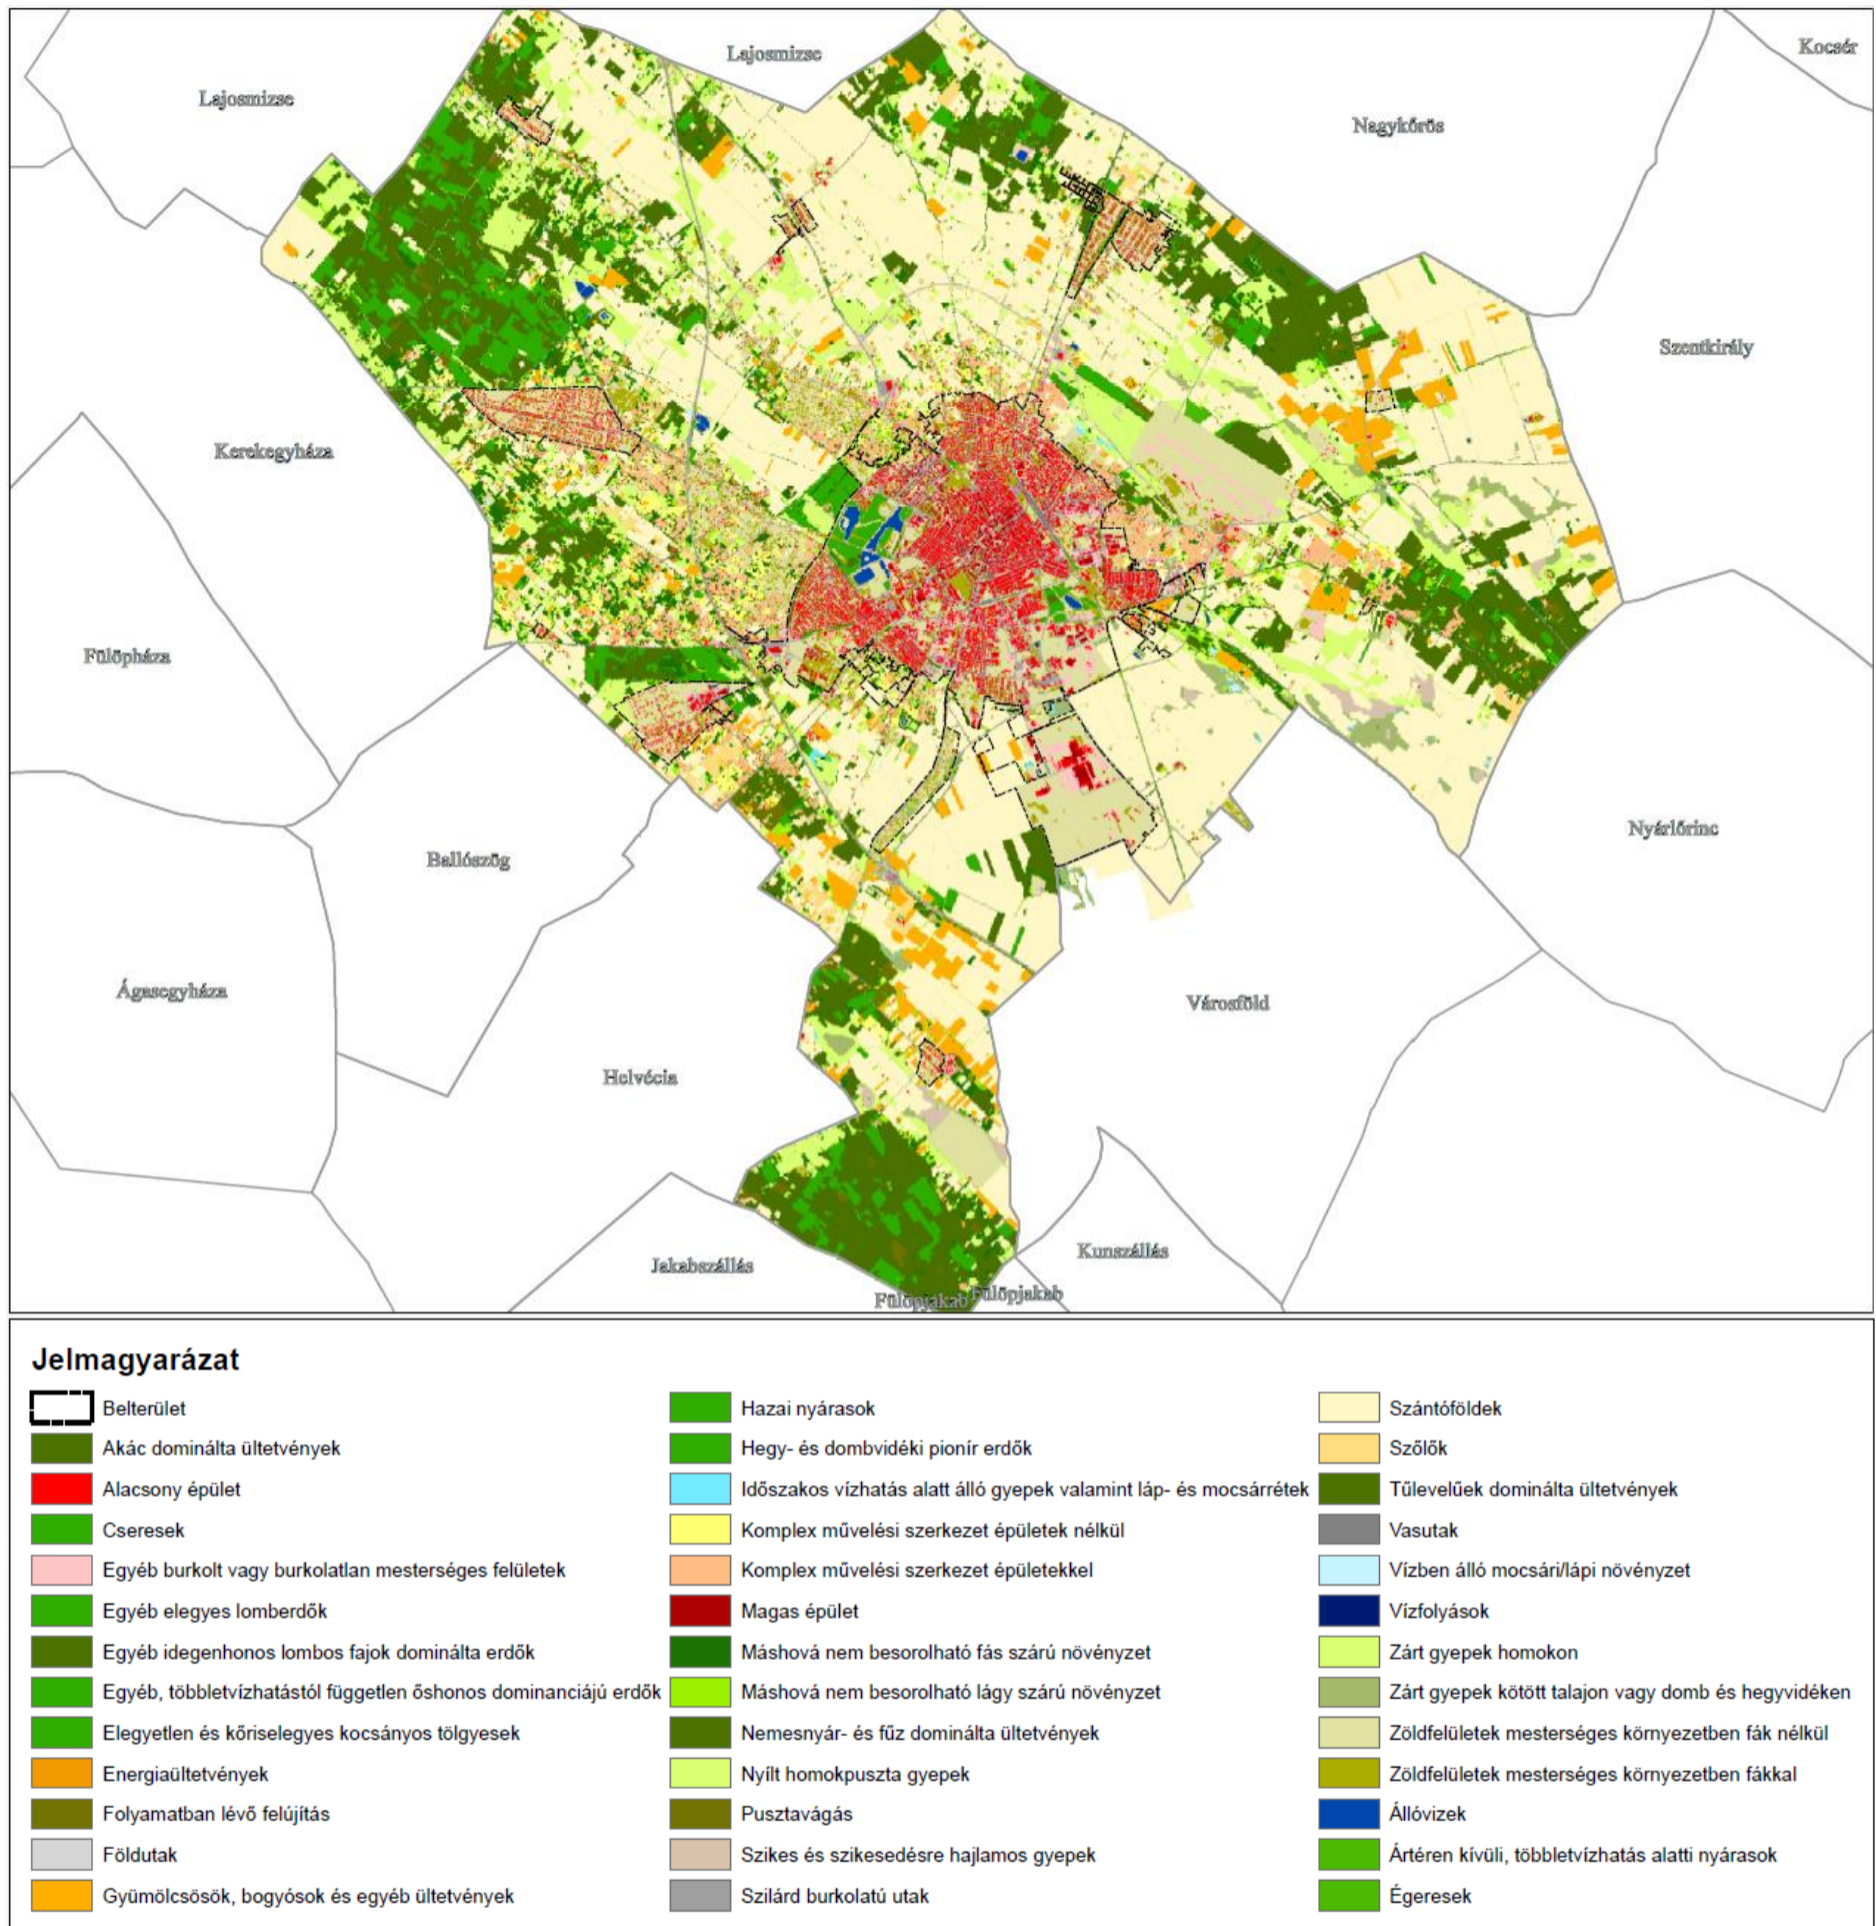 Lajosmizse
Kocsér
Lajosmizse
Nagykőrös
Szentkirály
Kerekegyháza
Fülöpháza
Nyárlőrinc
Ballószög
Ágasegyháza
Városföld
Helvécia
Kunszállás
Jakabszállás
Fülöpjakab
Fülöpjakab
Jelmagyarázat
Belterület
Akác dominálta ültetvények
Alacsony épület
Cseresek
Egyéb burkolt vagy burkolatlan mesterséges felületek
Egyéb elegyes lomberdők
Egyéb idegenhonos lombos fajok dominálta erdők
Egyéb, többletvízhatástól független őshonos dominanciájú erdők
Elegyetlen és kőriselegyes kocsányos tölgyesek
Energiaültetvények
Folyamatban lévő felújítás
Földutak
Gyümölcsösök, bogyósok és egyéb ültetvények
Hazai nyárasok
Hegy- és dombvidéki pionír erdők
Időszakos vízhatás alatt álló gyepek valamint láp- és mocsárrétek
Komplex művelési szerkezet épületek nélkül
Komplex művelési szerkezet épületekkel
Magas épület
Máshová nem besorolható fás szárú növényzet
Máshová nem besorolható lágy szárú növényzet
Nemesnyár- és fűz dominálta ültetvények
Nyílt homokpuszta gyepek
Pusztavágás
Szikes és szikesedésre hajlamos gyepek
Szilárd burkolatú utak
Szántóföldek
Szőlők
Tűlevelűek dominálta ültetvények
Vasutak
Vízben álló mocsári/lápi növényzet
Vízfolyások
Zárt gyepek homokon
Zárt gyepek kötött talajon vagy domb és hegyvidéken
Zöldfelületek mesterséges környezetben fák nélkül
Zöldfelületek mesterséges környezetben fákkal
Állóvizek
Ártéren kívüli, többletvízhatás alatti nyárasok
Égeresek